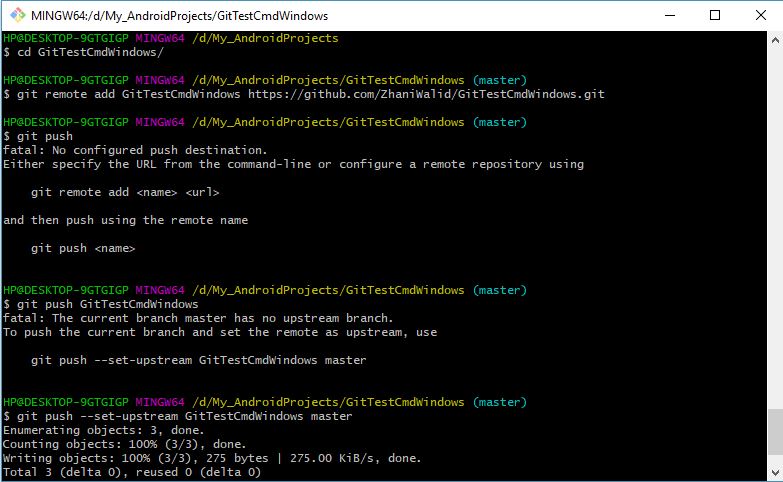 MINGW64:/d/My_AndroidProjects/GitTestCmdWindows
HP@DESKTOP-9GTGIGP MINGW64 /d/My_AndroidProjects
$ cd GitTestCmdWindows/
HP@DESKTOP-9GTGIGP MINGW64 /d/My_AndroidProjects/GitTestCmdWindows (master)
$ git remote add GitTestCmdWindows https://github.com/ZhaniWalid/GitTestCmdWindows.git
HP@DESKTOP-9GTGIGP MINGW64 /d/My_AndroidProjects/GitTestCmdWindows (master)
$ git push
fatal: No configured push destination.
Either specify the URL from the command-line or configure a remote repository using
git remote add <name> <url>
and then push using the remote name
git push <name>
HP@DESKTOP-9GTGIGP MINGW64 /d/My_AndroidProjects/GitTestCmdWindows (master)
$ git push GitTestCmdWindows
fatal: The current branch master has no upstream branch.
To push the current branch and set the remote as upstream, use
git push --set-upstream GitTestCmdWindows master
HP@DESKTOP-9GTGIGP MINGW64 /d/My_AndroidProjects/GitTestCmdWindows (master)
$ git push --set-upstream GitTestCmdWindows master
Enumerating objects: 3, done.
Counting objects: 100% (3/3), done.
Writing objects: 100% (3/3), 275 bytes | 275.00 KiB/s, done.
Total 3 (delta 0), reused 0 (delta 0)